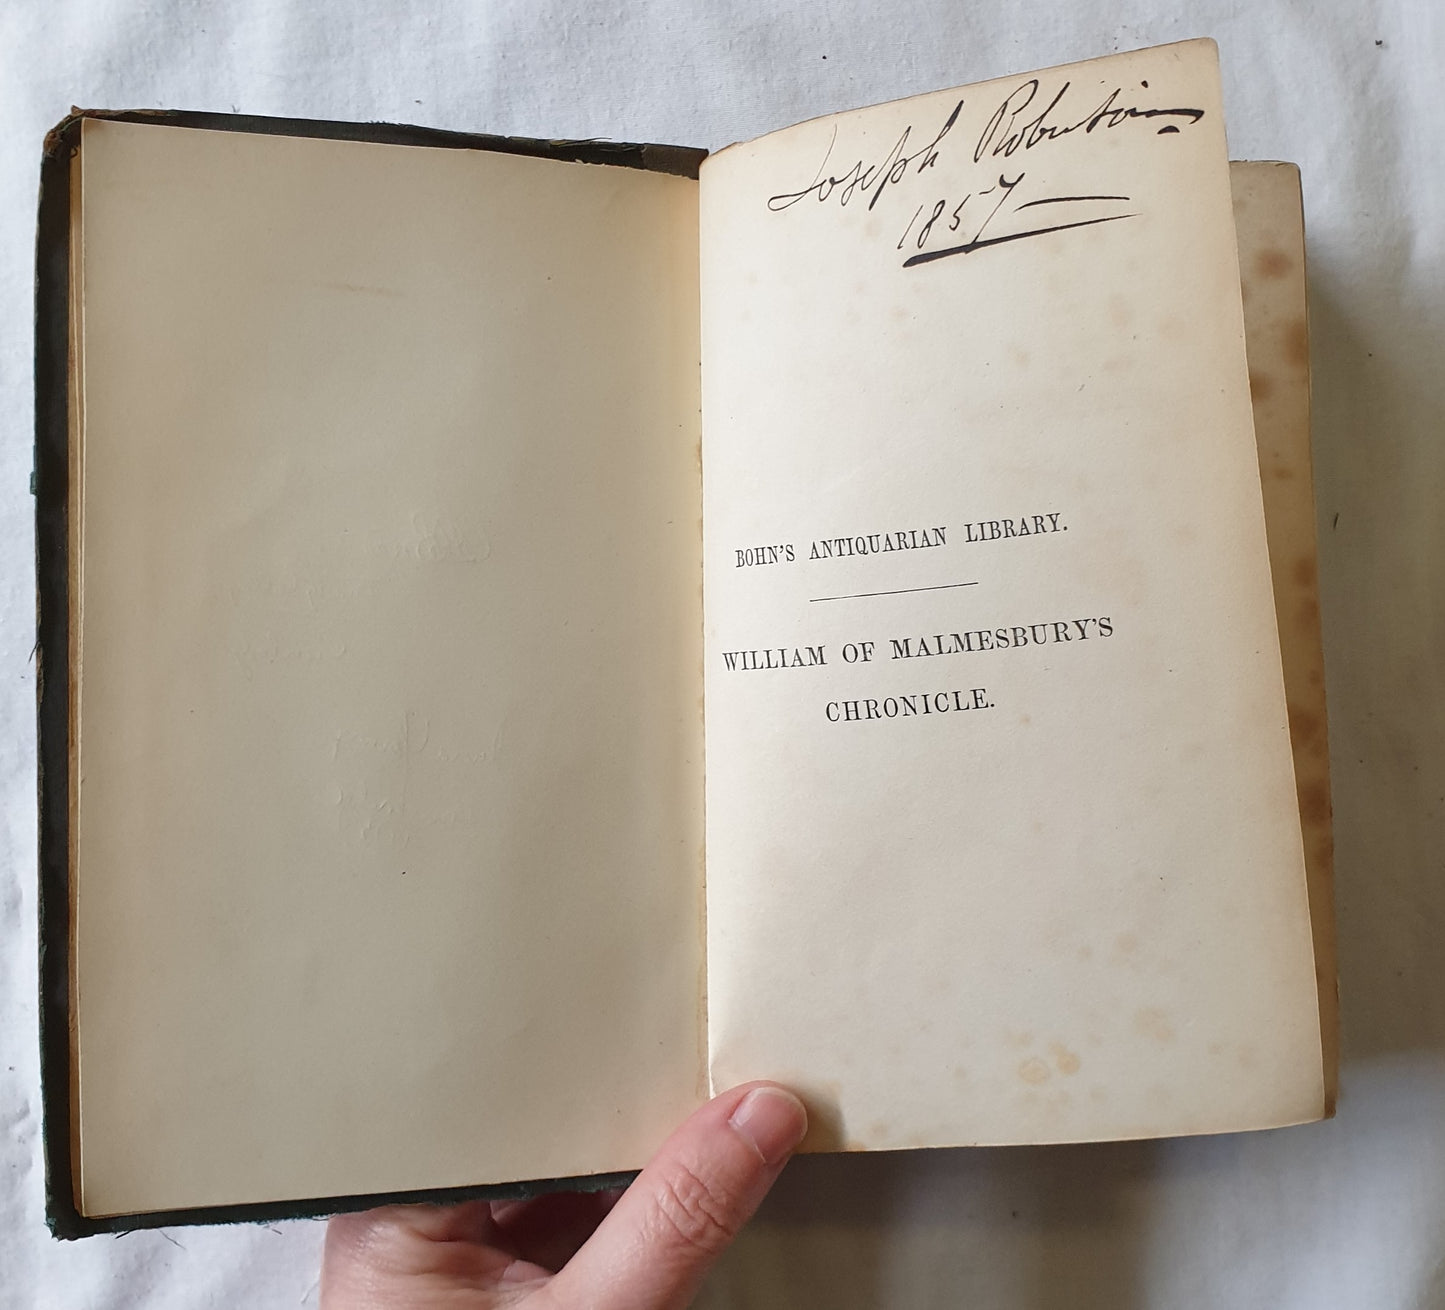 Joseph Robertson
1857
BOHN'S ANTIQUARIAN LIBRARY.
WILLIAM OF MALMESBURY'S
CHRONICLE.